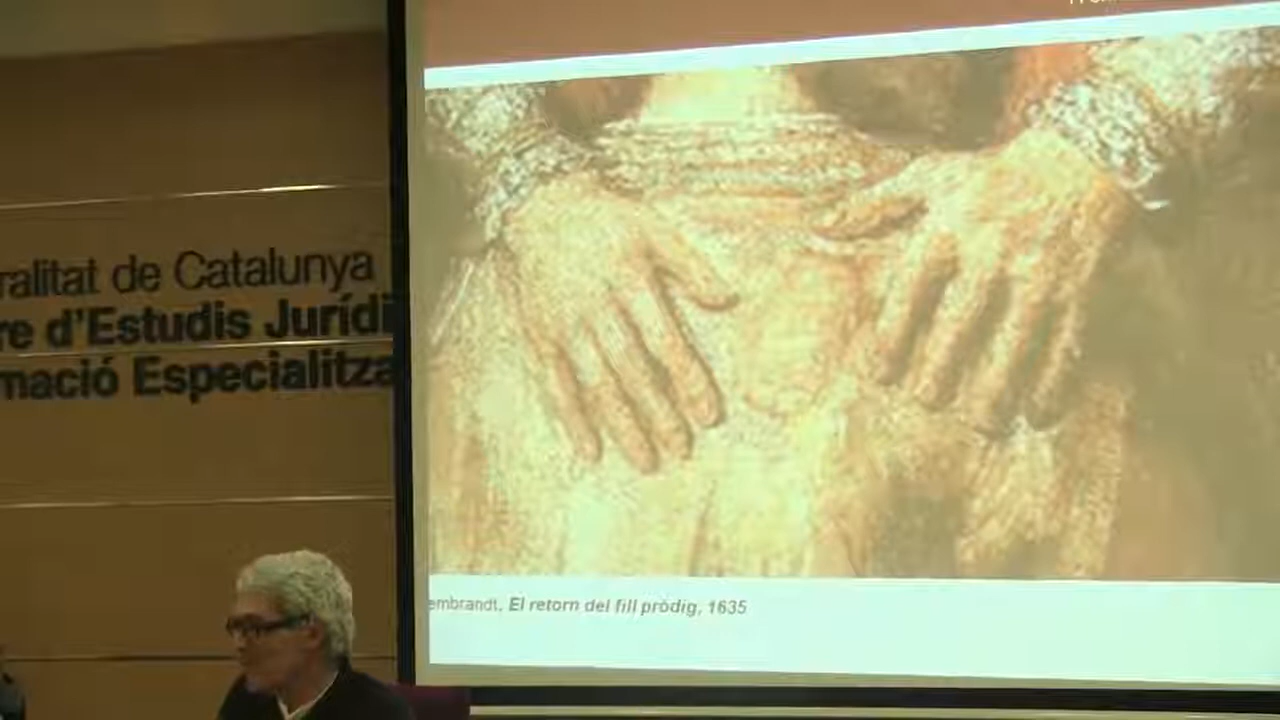 ralitat de Catalunya
re d'Estudis Jurídi
mació Especialitza
embrandt, El retorn del fill pròdig, 1635